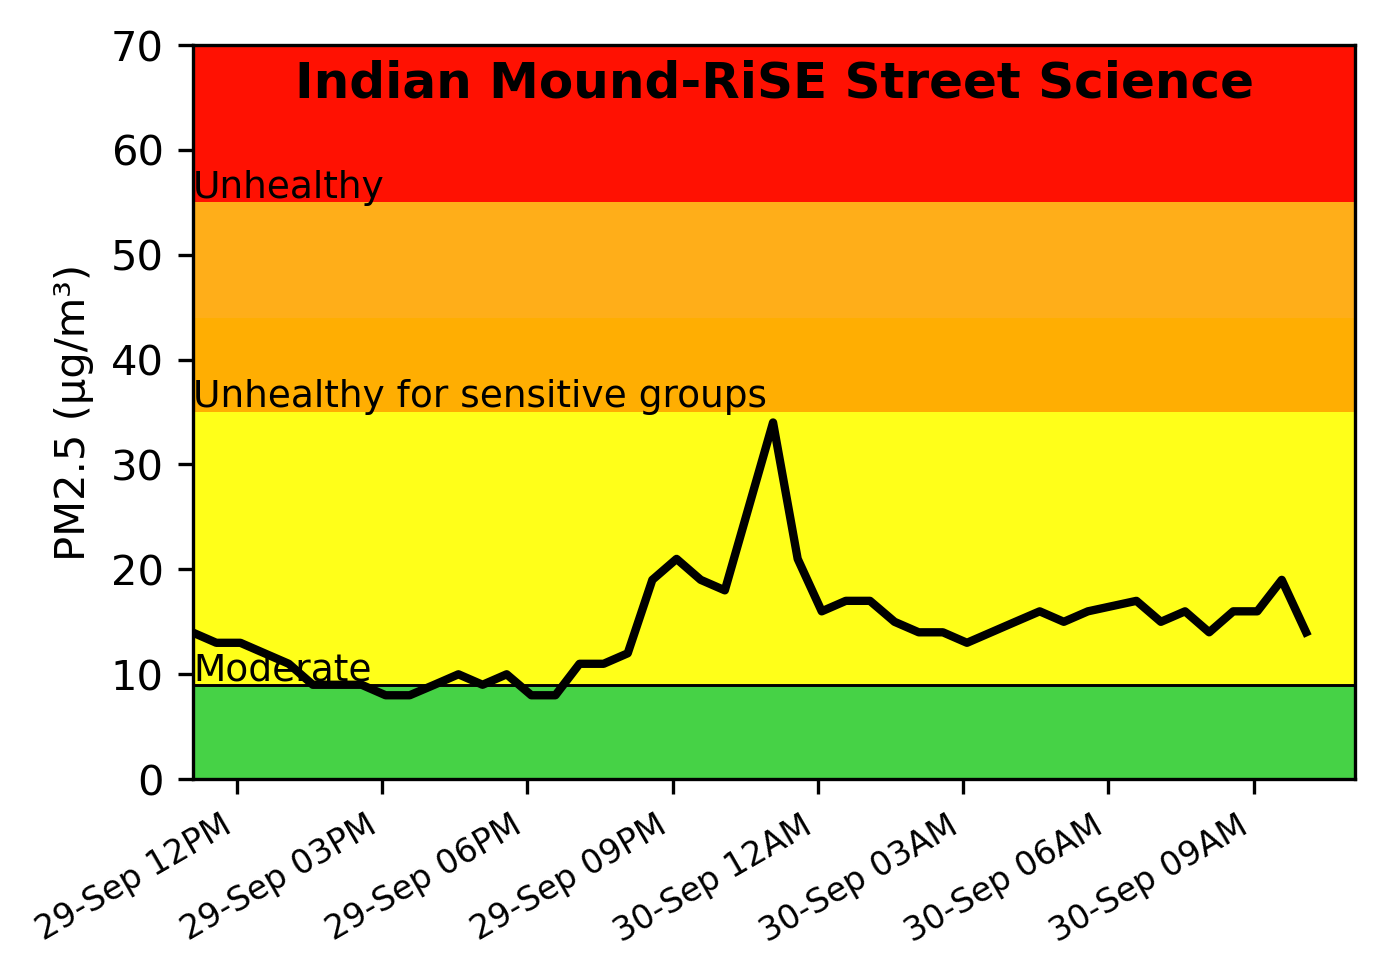 Indian Mound-RiSE Street Science
PM2.5 (µg/m³)
70
60
50
40
30
20
10
0
Unhealthy
Unhealthy for sensitive groups
Moderate
29-Sep 12PM
29-Sep 03PM
29-Sep 06PM
29-Sep 09PM
30-Sep 12AM
30-Sep 03AM
30-Sep 06AM
30-Sep 09AM